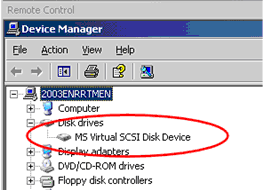 Remote Control
Device Manager
File Action View Help
2003ENRRTMEN
Computer
Disk drives
MS Virtual SCSI Disk Device
Display adapters
DVD/CD-ROM drives
Floppy disk controllers